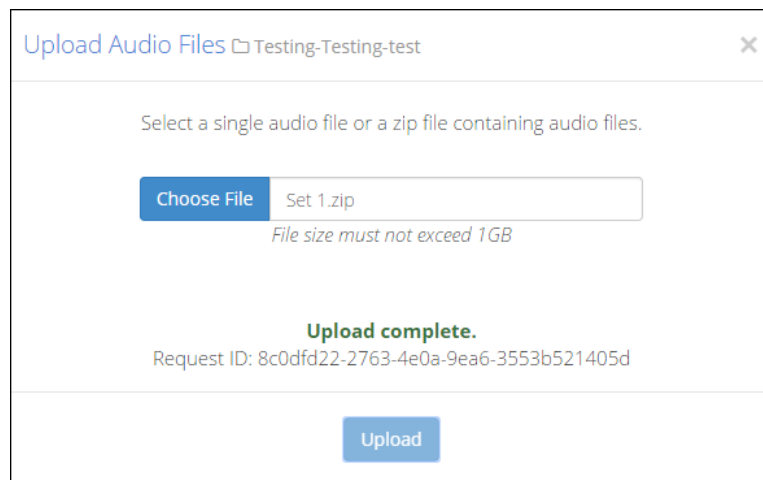 Upload Audio Files Testing-Testing-test ×
Select a single audio file or a zip file containing audio files.
Choose File Set 1.zip
File size must not exceed 1GB
Upload complete.
Request ID: 8c0dfd22-2763-4e0a-9ea6-3553b521405d
Upload